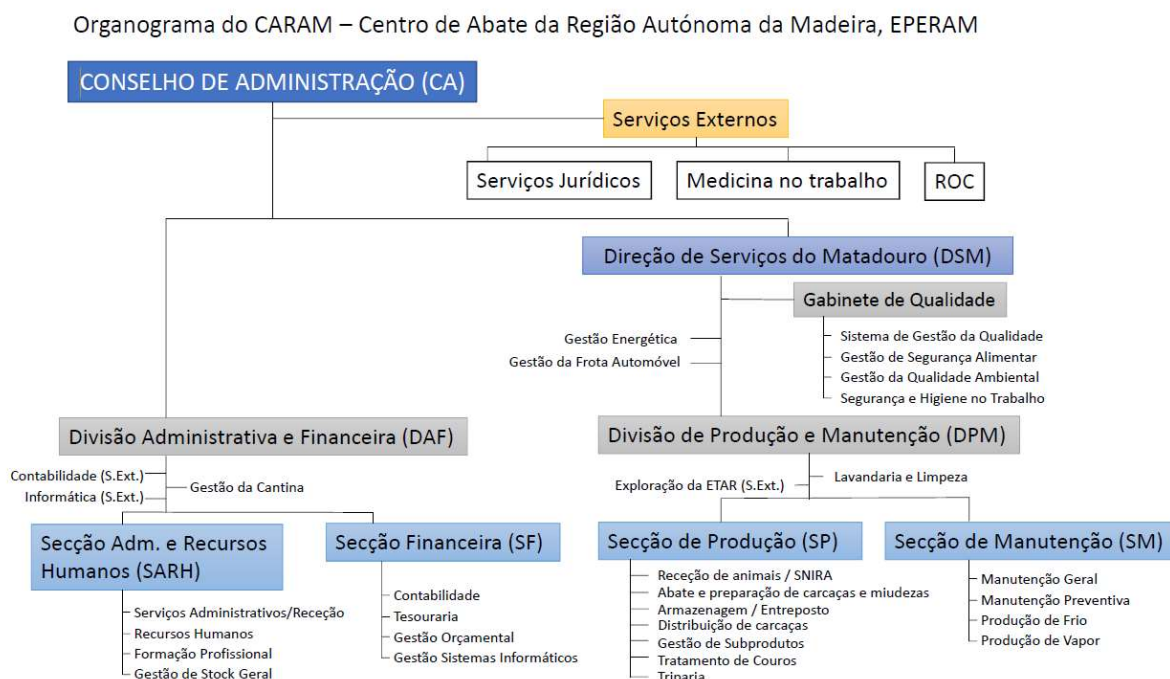 Organograma do CARAM – Centro de Abate da Região Autónoma da Madeira, EPERAM
CONSELHO DE ADMINISTRAÇÃO (CA)
Serviços Externos
Serviços Jurídicos
Medicina no trabalho
ROC
Direção de Serviços do Matadouro (DSM)
Gabinete de Qualidade
Sistema de Gestão da Qualidade
Gestão de Segurança Alimentar
Gestão da Qualidade Ambiental
Segurança e Higiene no Trabalho
Gestão Energética
Gestão da Frota Automóvel
Divisão Administrativa e Financeira (DAF)
Contabilidade (S.Ext.)
Informática (S.Ext.)
Gestão da Cantina
Divisão de Produção e Manutenção (DPM)
Lavandaria e Limpeza
Exploração da ETAR (S.Ext.)
Secção Adm. e Recursos
Humanos (SARH)
Serviços Administrativos/Receção
Recursos Humanos
Formação Profissional
Gestão de Stock Geral
Secção Financeira (SF)
Contabilidade
Tesouraria
Gestão Orçamental
Gestão Sistemas Informáticos
Secção de Produção (SP)
Receção de animais / SNIRA
Abate e preparação de carcaças e miudezas
Armazenagem / Entreposto
Distribuição de carcaças
Gestão de Subprodutos
Tratamento de Couros
Triparia
Secção de Manutenção (SM)
Manutenção Geral
Manutenção Preventiva
Produção de Frio
Produção de Vapor